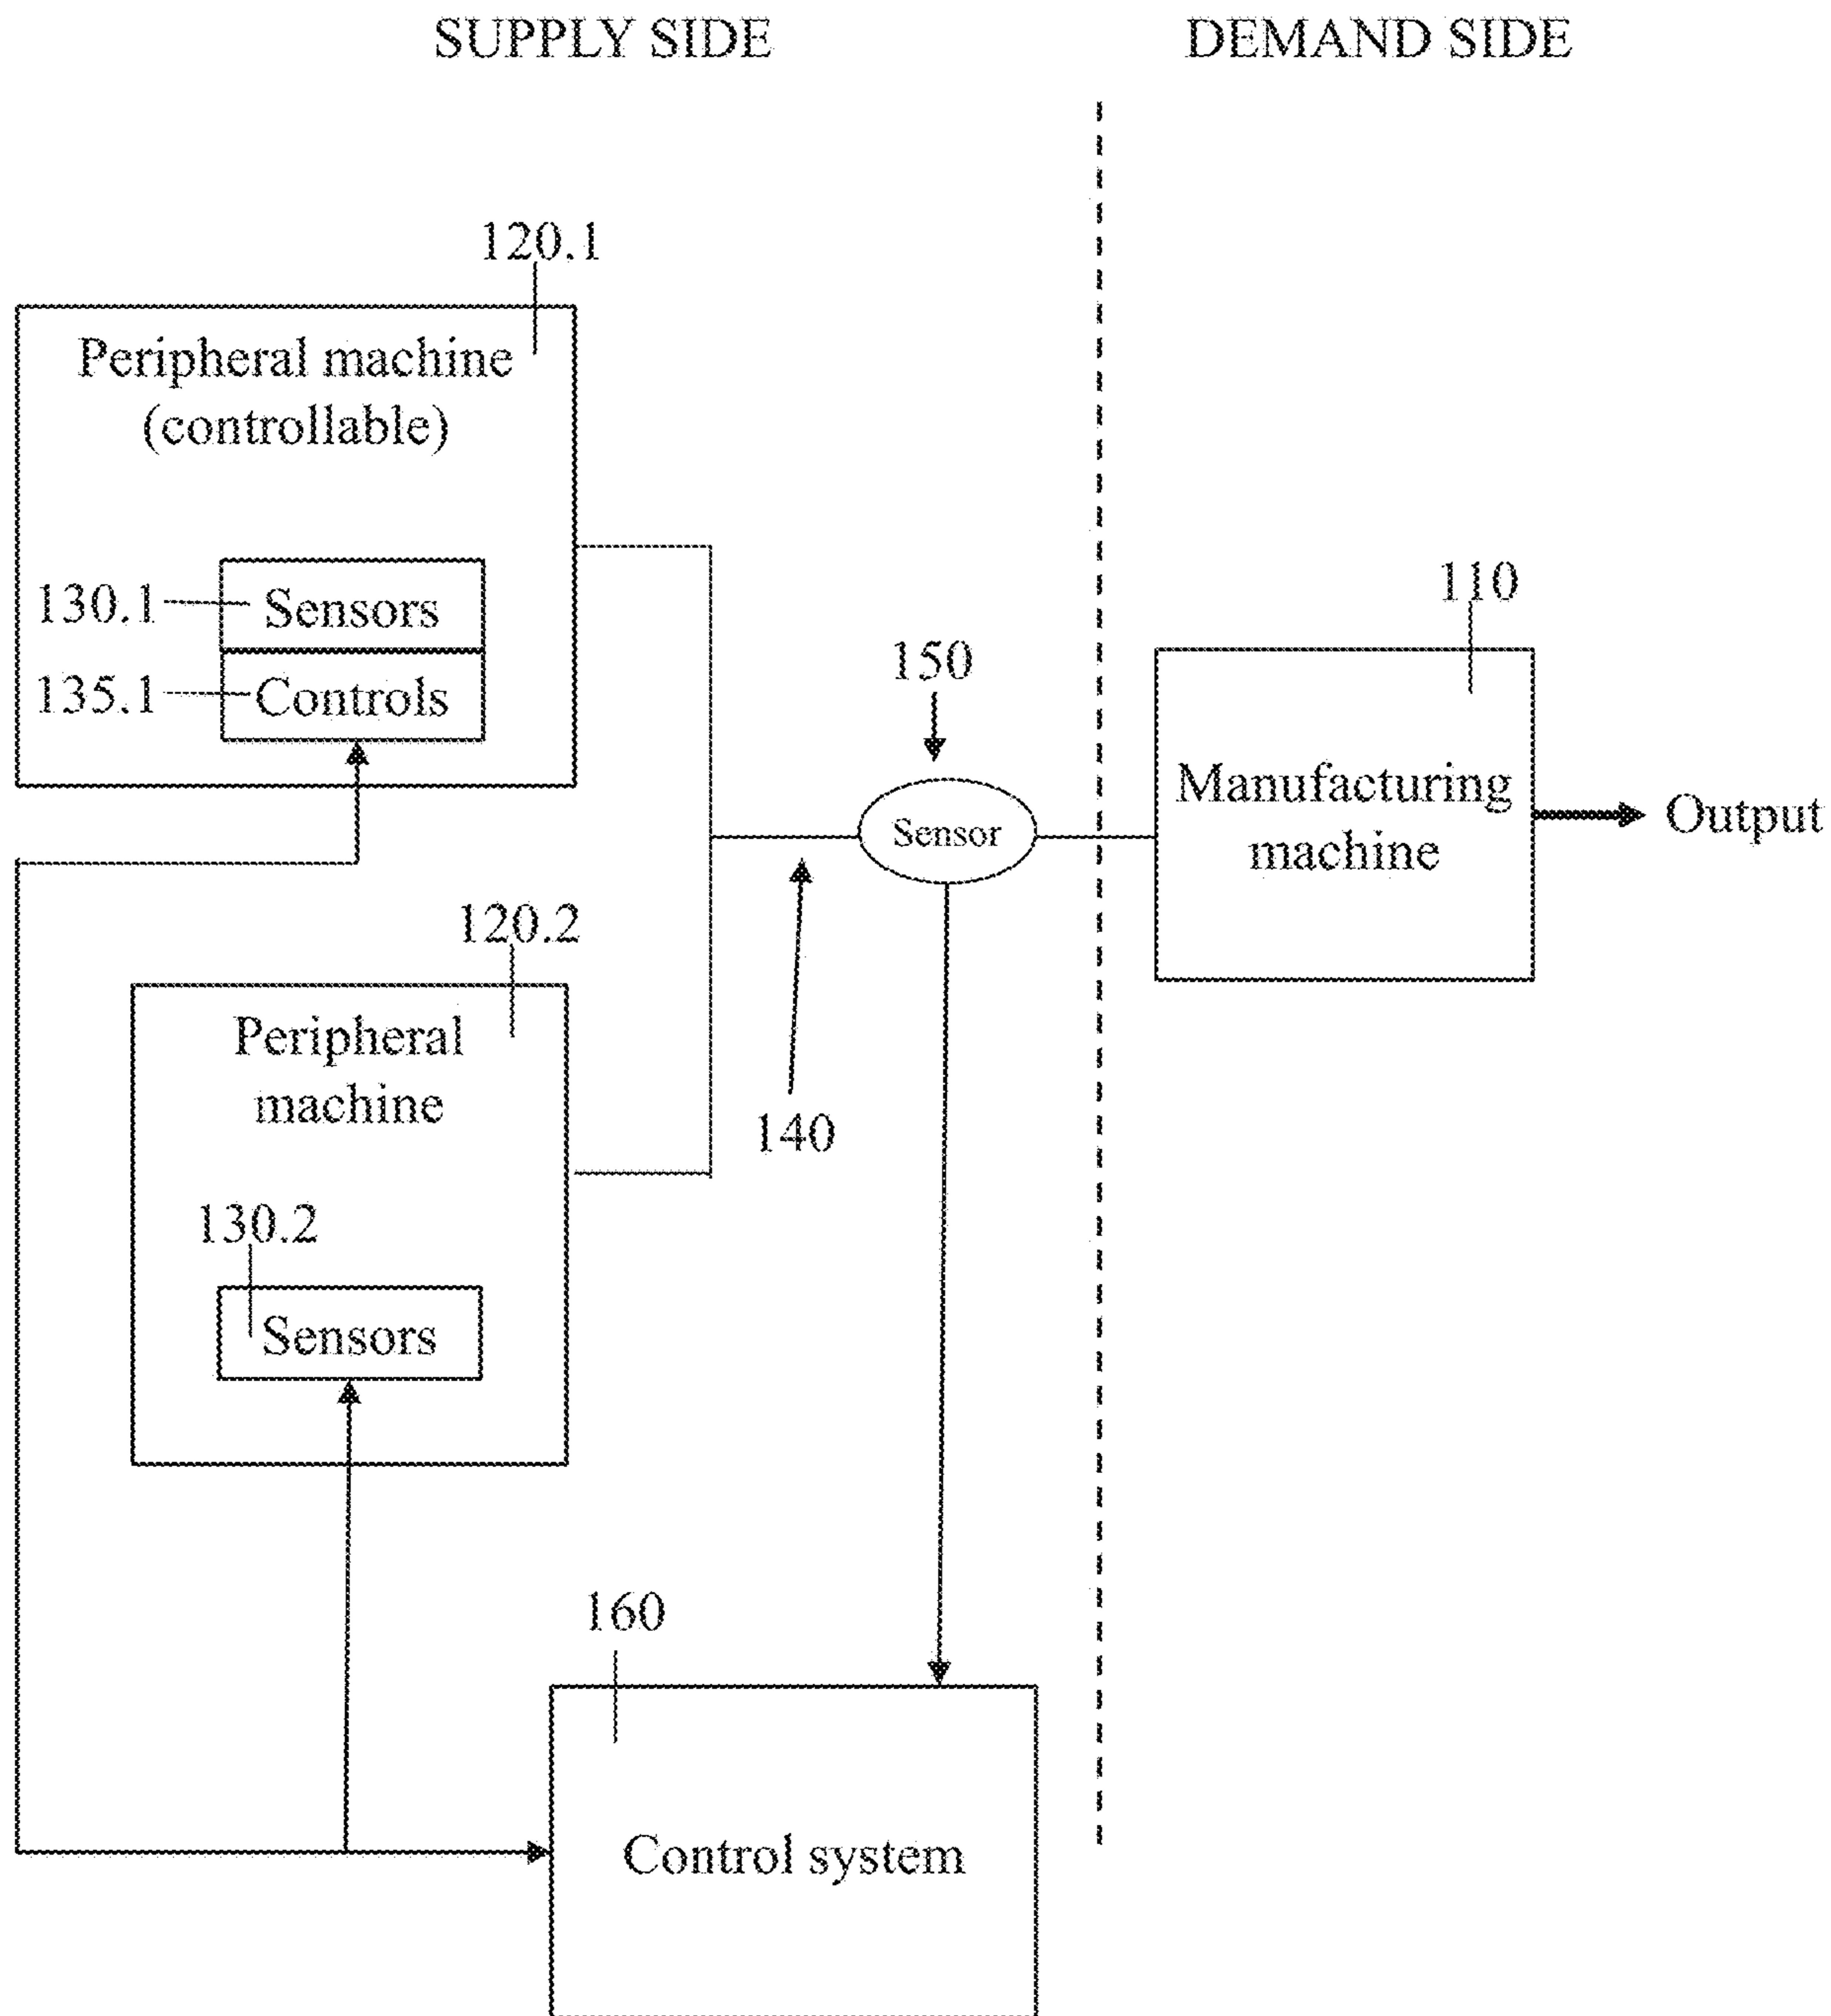 SUPPLY SIDE
DEMAND SIDE
120.1
Peripheral machine
(controllable)
130.1
Sensors
135.1
Controls
150
Sensor
110
Manufacturing
machine
Output
120.2
Peripheral
machine
140
130.2
Sensors
160
Control system